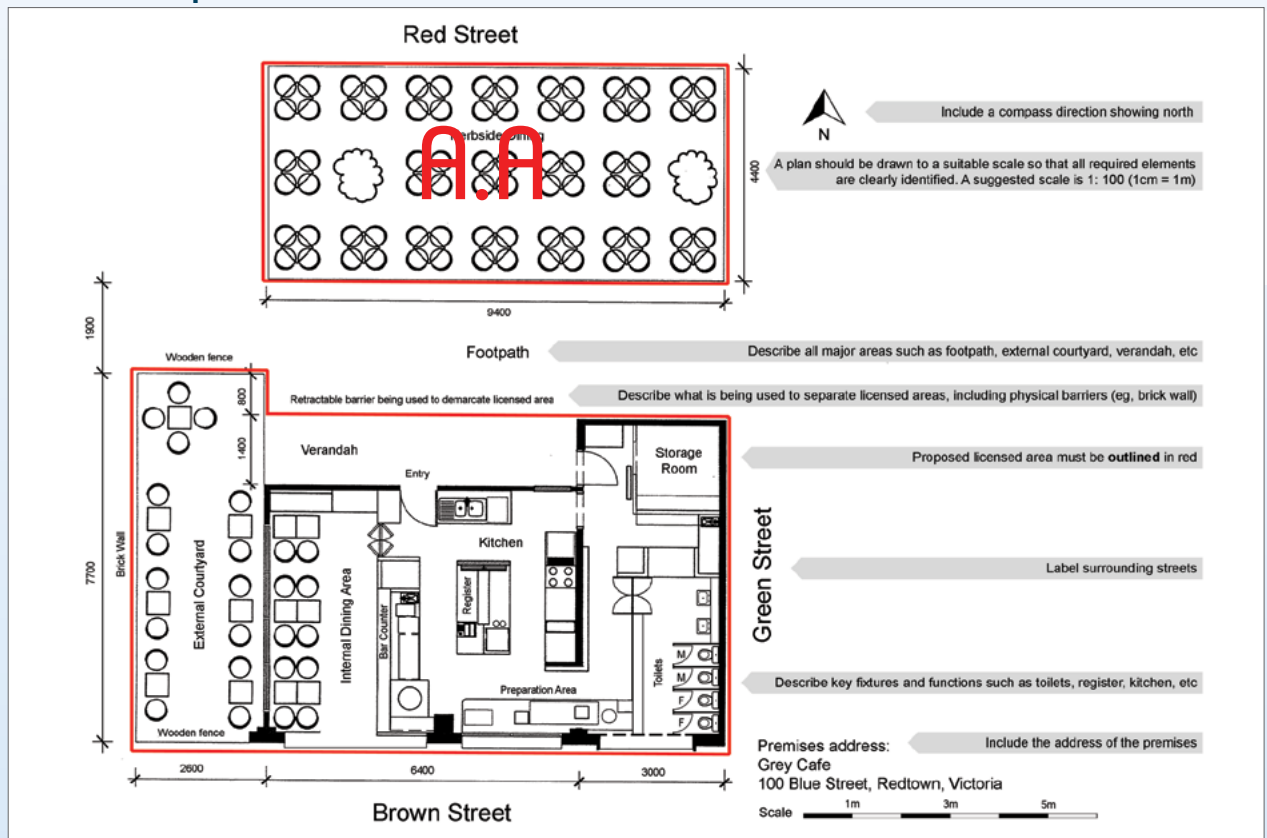 Red Street
A.A
N
Include a compass direction showing north
A plan should be drawn to a suitable scale so that all required elements
are clearly identified. A suggested scale is 1: 100 (1cm = 1m)
4400
9400
1900
Footpath
Describe all major areas such as footpath, external courtyard, verandah, etc
Wooden fence
800
Retractable barrier being used to demarcate licensed area
Describe what is being used to separate licensed areas, including physical barriers (eg, brick wall)
1400
Verandah
Entry
Storage
Room
Proposed licensed area must be outlined in red
7700
Brick Wall
External Courtyard
Internal Dining Area
Bar Counter
Kitchen
Register
Green Street
Label surrounding streets
Toilets
M
M
F
F
Describe key fixtures and functions such as toilets, register, kitchen, etc
Preparation Area
Wooden fence
2600
6400
3000
Brown Street
Premises address:
Include the address of the premises
Grey Cafe
100 Blue Street, Redtown, Victoria
Scale
1m
3m
5m